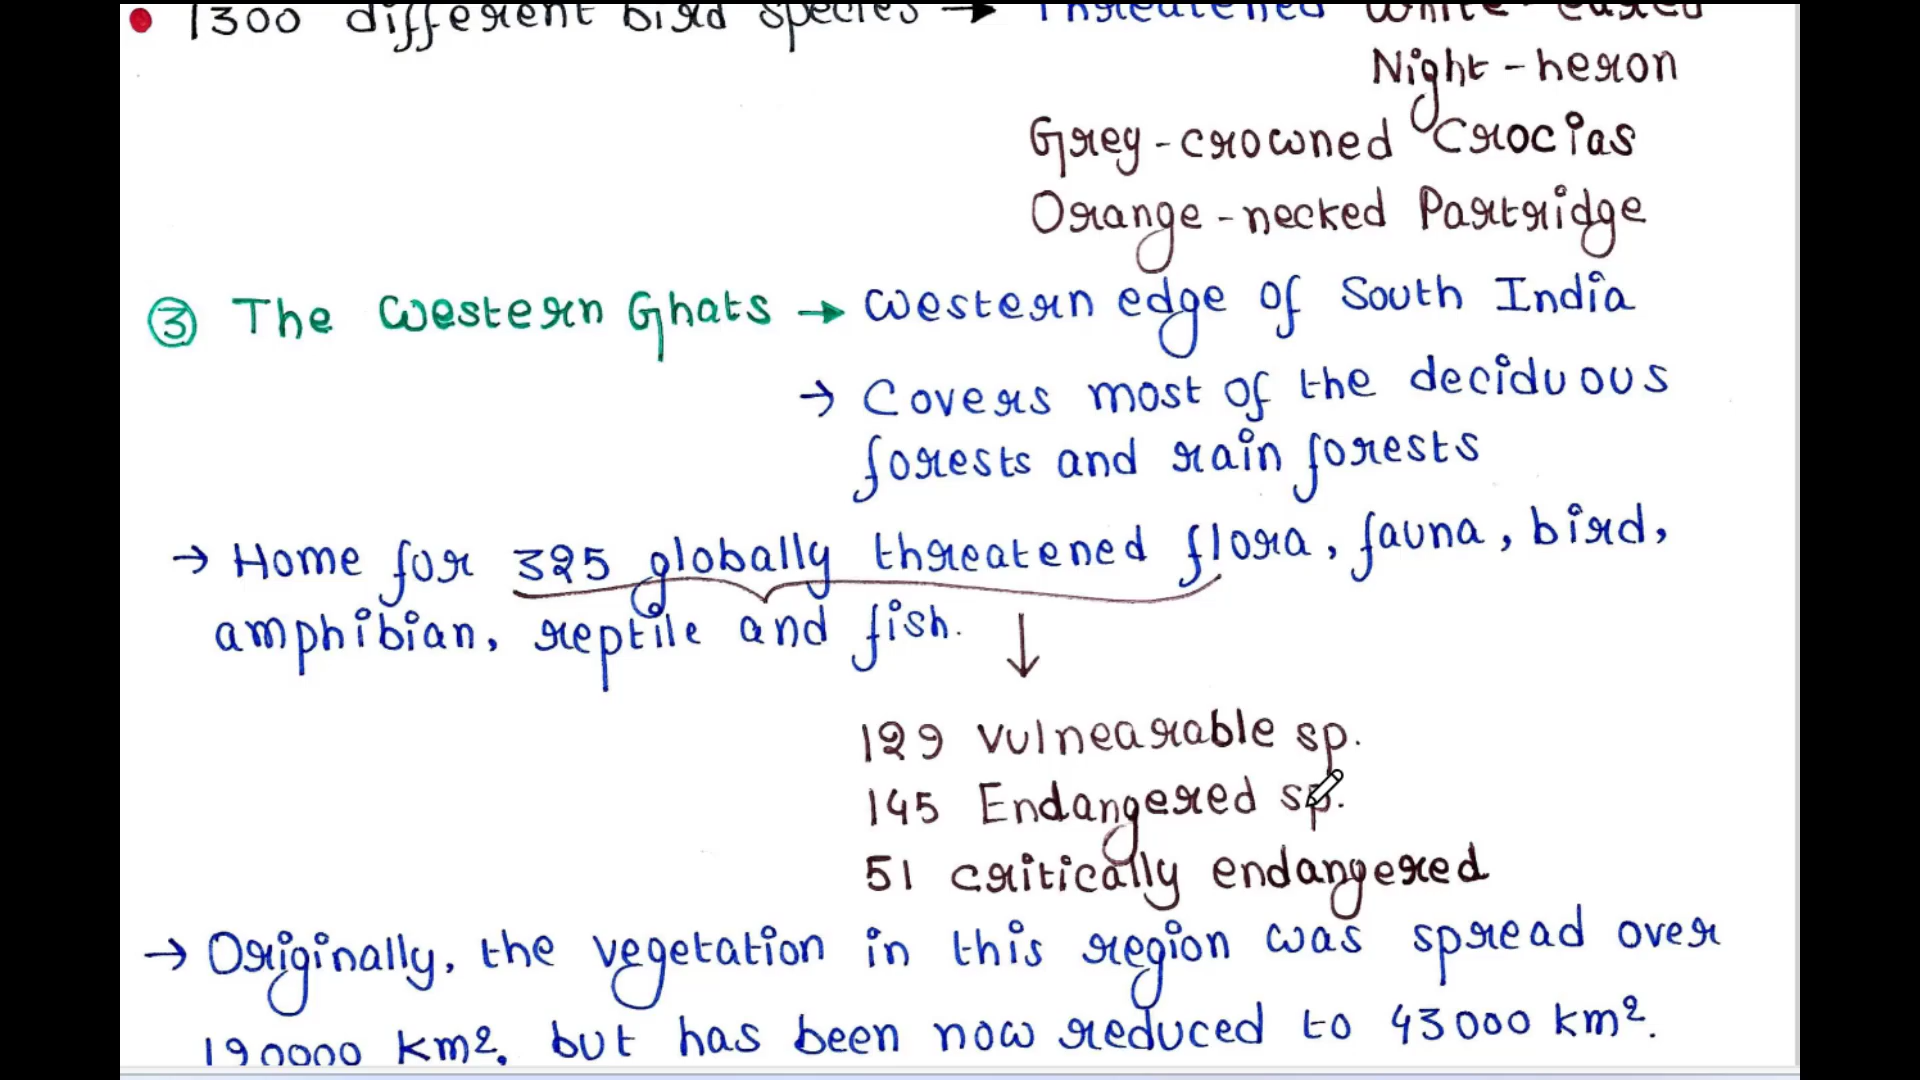 • 1300 different bird species → Threatened White-eared
Night-heron
Grey-crowned Crocias
Orange-necked Partridge
③ The Western Ghats → Western edge of South India
→ Covers most of the deciduous
forests and rain forests
→ Home for 325 globally threatened flora, fauna, bird,
amphibian, reptile and fish.
↓
129 Vulnearable sp.
145 Endangered sp.
51 critically endangered
→ Originally, the vegetation in this region was spread over
190000 km², but has been now reduced to 43000 km².